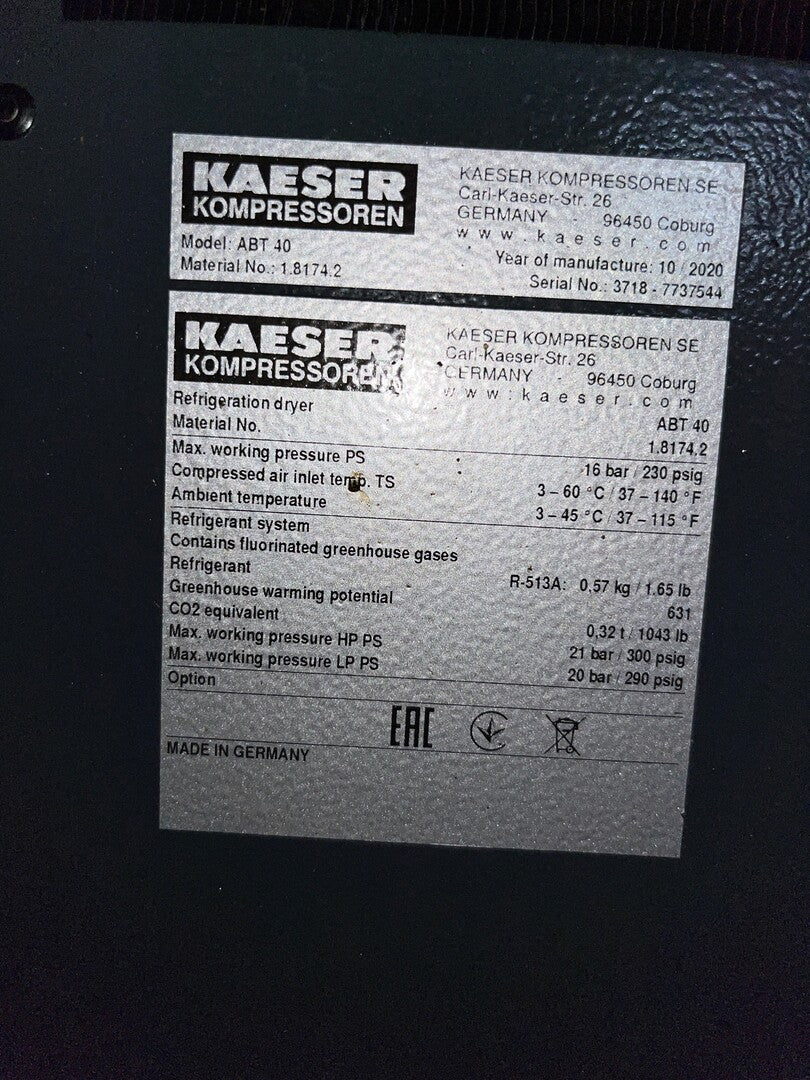 KAESER
KOMPRESSOREN
KAESER KOMPRESSOREN SE
Carl-Kaeser-Str. 26
GERMANY - 96450 Coburg
www.kaeser.com
Model: ABT 40
Year of manufacture: 10 / 2020
Material No.: 1.8174.2
Serial No.: 3718 - 7737544
KAESER
KOMPRESSOREN
KAESER KOMPRESSOREN SE
Carl-Kaeser-Str. 26
GERMANY - 96450 Coburg
www.kaeser.com
Refrigeration dryer ABT 40
Material No. 1.8174.2
Max. working pressure PS 16 bar / 230 psig
Compressed air inlet temp. TS 3 – 60 °C / 37 – 140 °F
Ambient temperature 3 – 45 °C / 37 – 115 °F
Refrigerant system
Contains fluorinated greenhouse gases
Refrigerant R-513A: 0,57 kg / 1.65 lb
Greenhouse warming potential 631
CO2 equivalent 0,32 t / 1043 lb
Max. working pressure HP PS 21 bar / 300 psig
Max. working pressure LP PS 20 bar / 290 psig
Option
EAC
MADE IN GERMANY